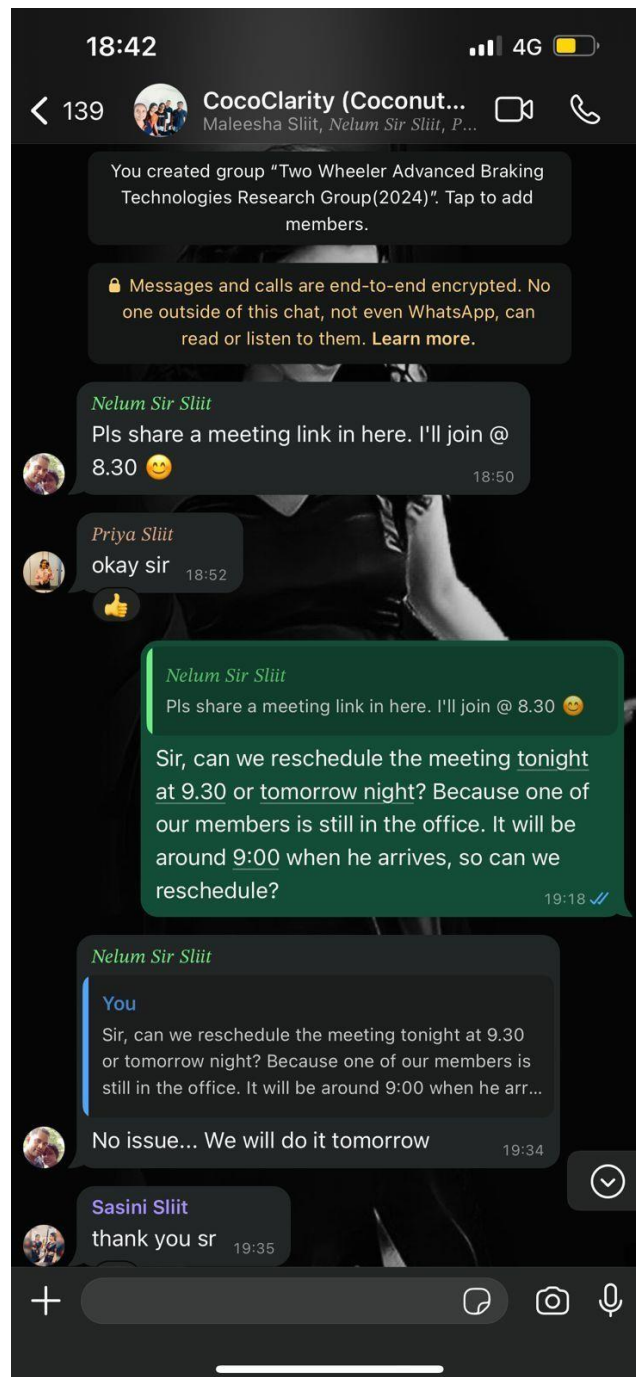 18:42
4G
139
CocoClarity (Coconut...
Maleesha Sliit, Nelum Sir Sliit, P...
You created group “Two Wheeler Advanced Braking
Technologies Research Group(2024)”. Tap to add
members.
Messages and calls are end-to-end encrypted. No
one outside of this chat, not even WhatsApp, can
read or listen to them. Learn more.
Nelum Sir Sliit
Pls share a meeting link in here. I'll join @
8.30 😊
18:50
Priya Sliit
okay sir
18:52
Nelum Sir Sliit
Pls share a meeting link in here. I'll join @ 8.30 😊
Sir, can we reschedule the meeting tonight
at 9.30 or tomorrow night? Because one of
our members is still in the office. It will be
around 9:00 when he arrives, so can we
reschedule?
19:18
Nelum Sir Sliit
You
Sir, can we reschedule the meeting tonight at 9.30
or tomorrow night? Because one of our members is
still in the office. It will be around 9:00 when he arr...
No issue... We will do it tomorrow
19:34
Sasini Sliit
thank you sr
19:35